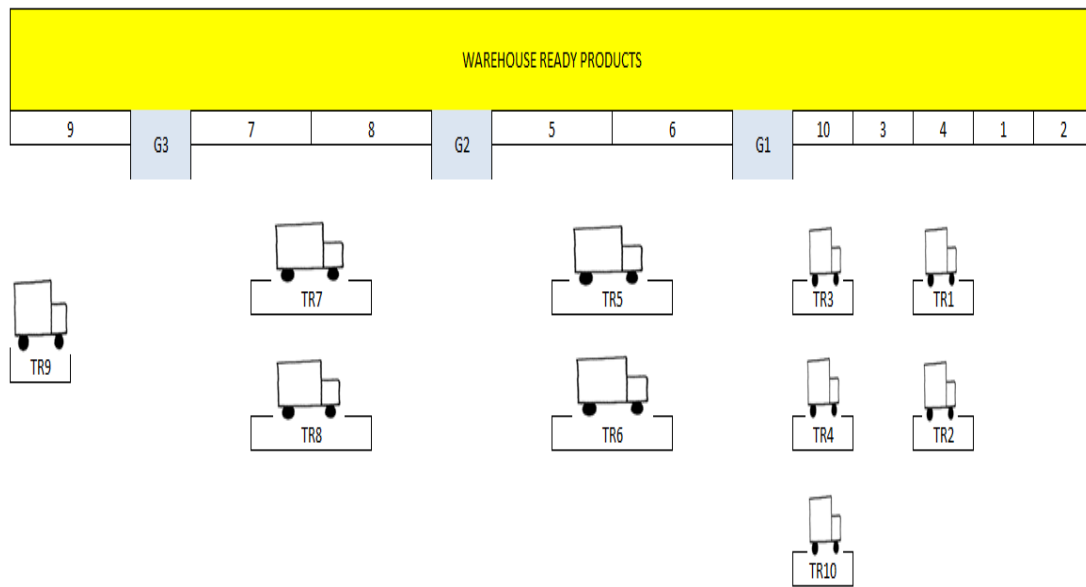 WAREHOUSE READY PRODUCTS
9 G3 7 8 G2 5 6 G1 10 3 4 1 2
TR7 TR5 TR3 TR1
TR9
TR8 TR6 TR4 TR2
TR10